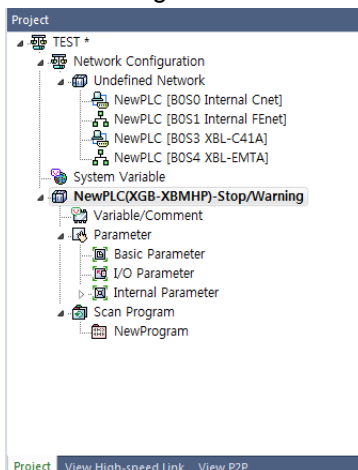 Project
TEST *
Network Configuration
Undefined Network
NewPLC [B0S0 Internal Cnet]
NewPLC [B0S1 Internal FEnet]
NewPLC [B0S3 XBL-C41A]
NewPLC [B0S4 XBL-EMTA]
System Variable
NewPLC(XGB-XBMHP)-Stop/Warning
Variable/Comment
Parameter
Basic Parameter
I/O Parameter
Internal Parameter
Scan Program
NewProgram
Project View High-speed Link View P2P